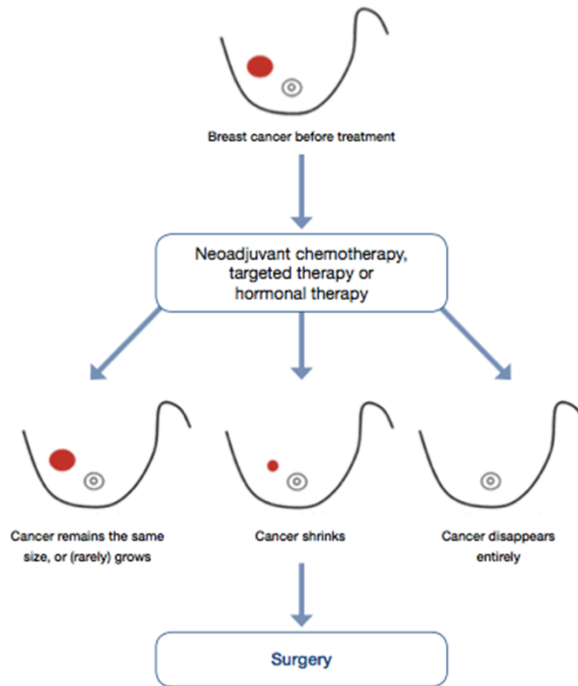 Breast cancer before treatment
Neoadjuvant chemotherapy,
targeted therapy or
hormonal therapy
Cancer remains the same
size, or (rarely) grows
Cancer shrinks
Cancer disappears
entirely
Surgery